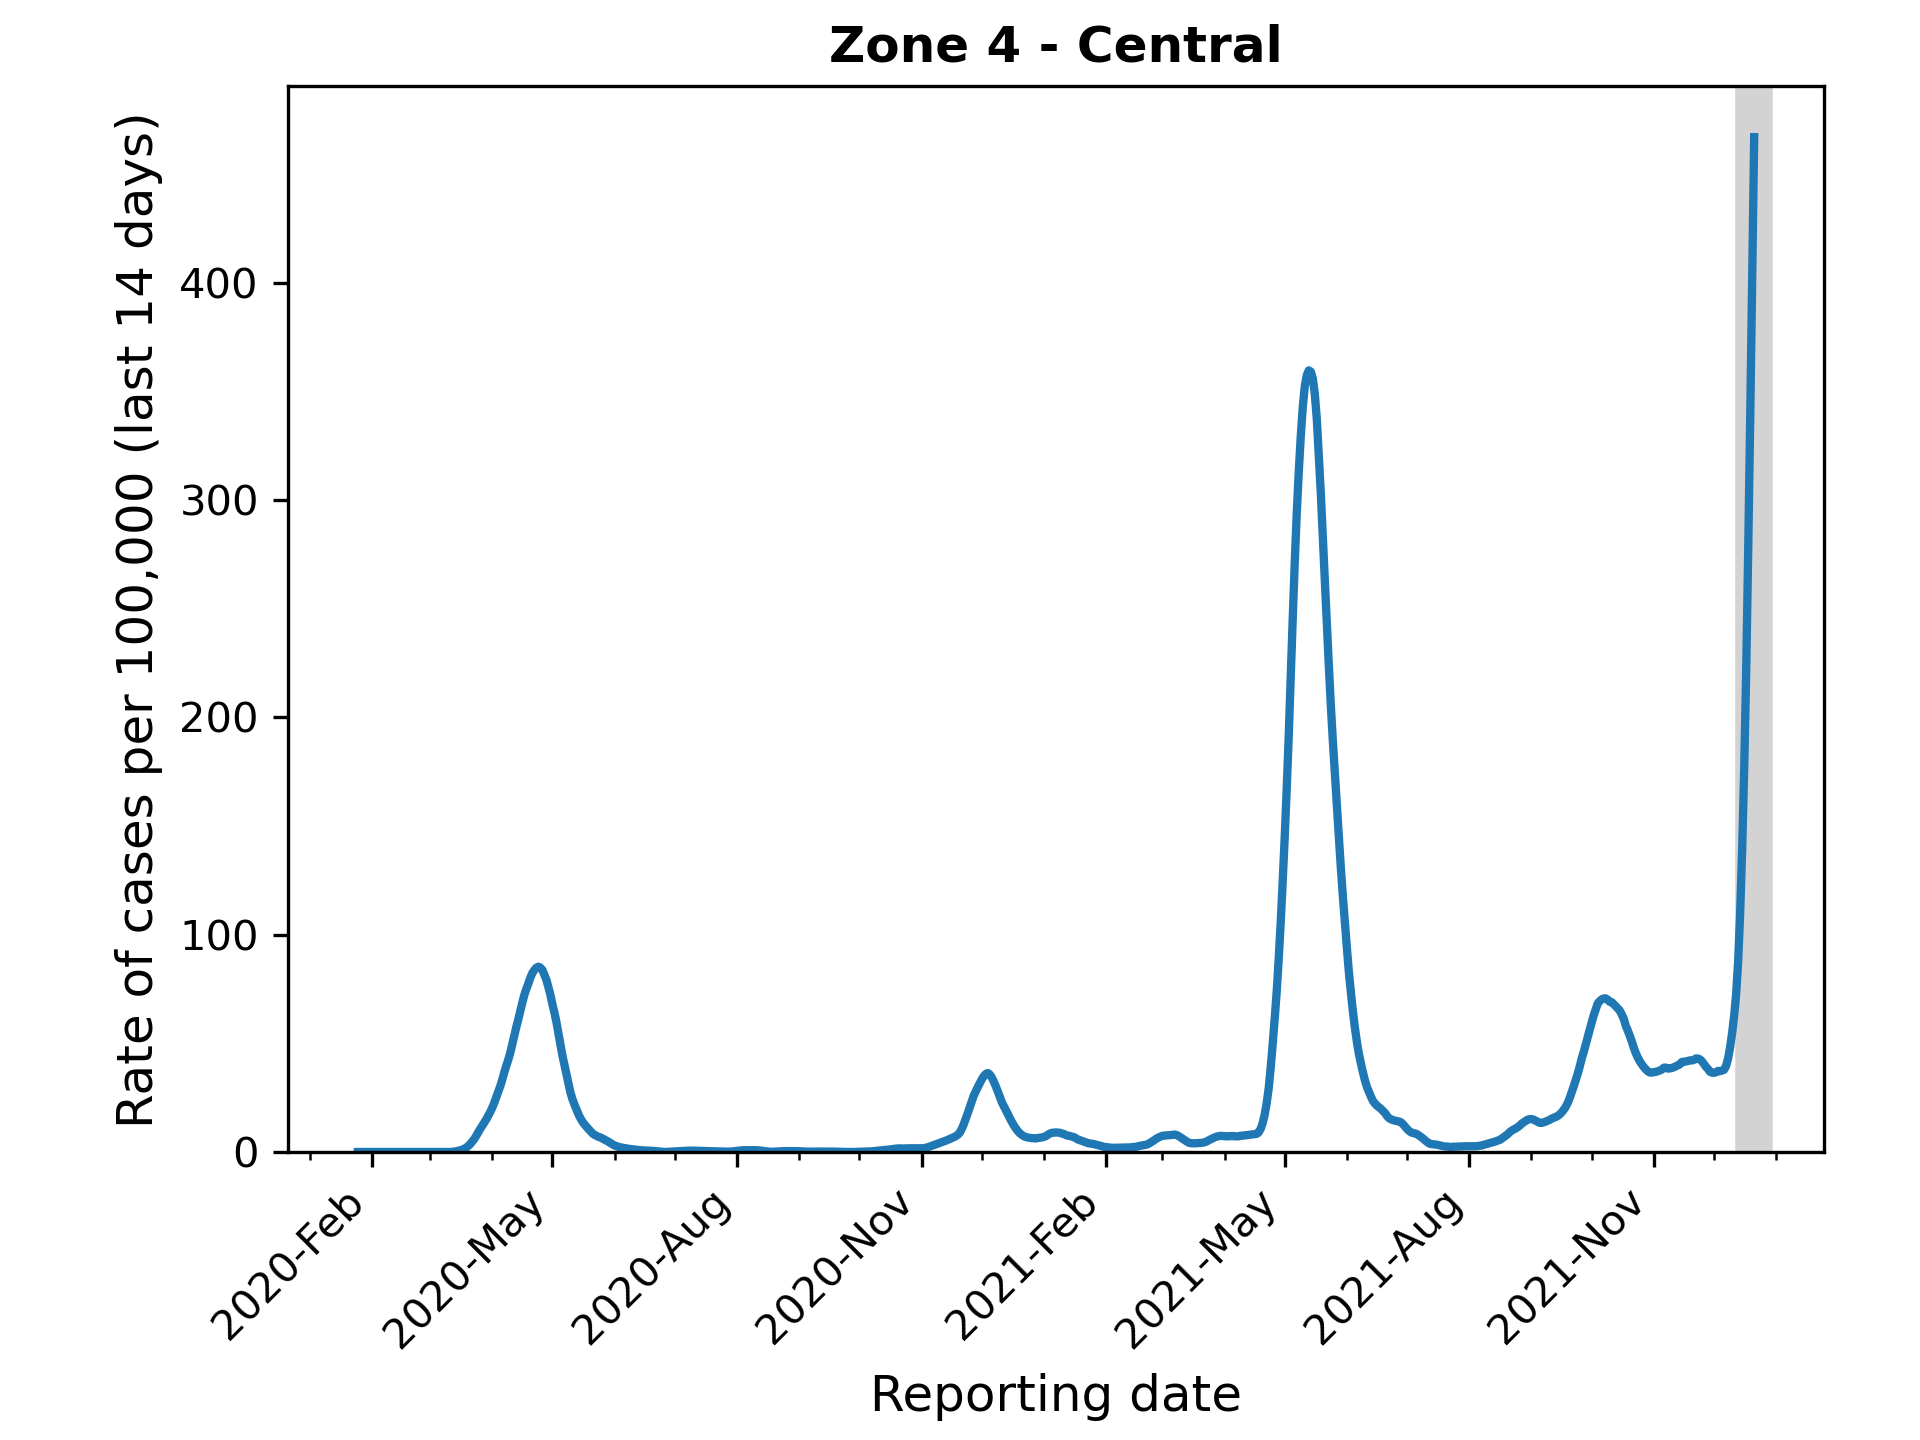 Zone 4 - Central
Rate of cases per 100,000 (last 14 days)
400
300
200
100
0
2020-Feb
2020-May
2020-Aug
2020-Nov
2021-Feb
2021-May
2021-Aug
2021-Nov
Reporting date